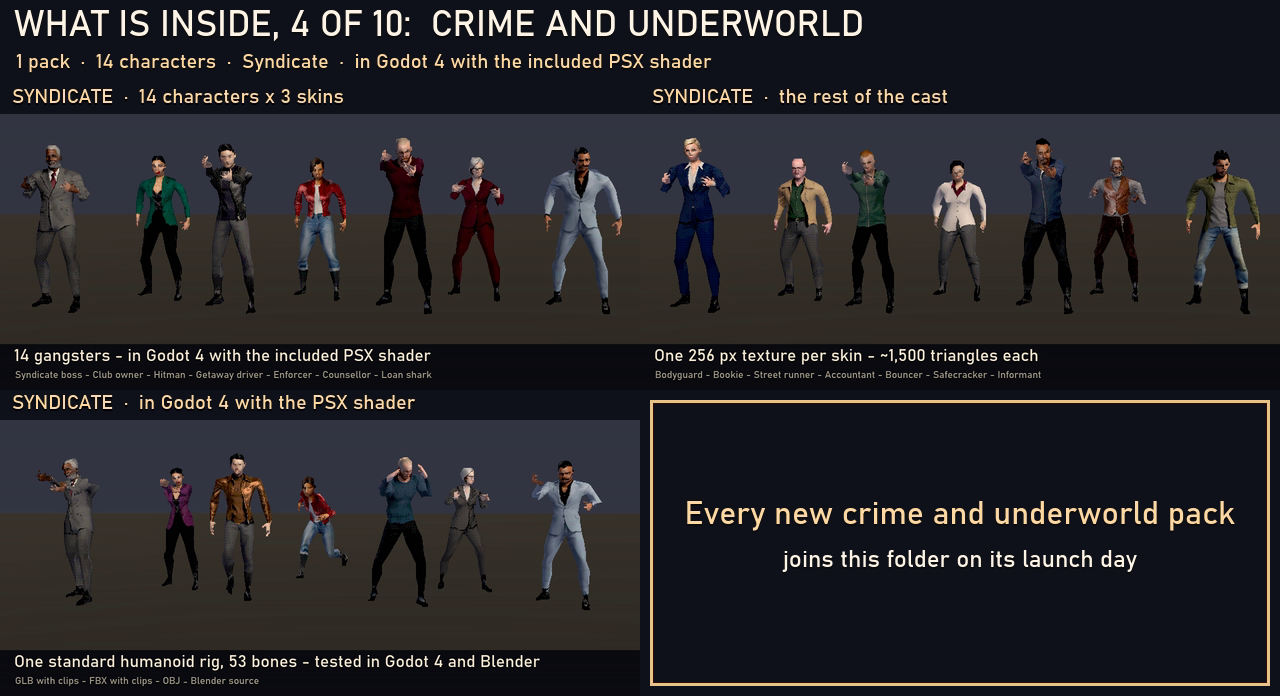 WHAT IS INSIDE, 4 OF 10: CRIME AND UNDERWORLD
1 pack · 14 characters · Syndicate · in Godot 4 with the included PSX shader
SYNDICATE · 14 characters x 3 skins
SYNDICATE · the rest of the cast
14 gangsters - in Godot 4 with the included PSX shader
Syndicate boss - Club owner - Hitman - Getaway driver - Enforcer - Counsellor - Loan shark
One 256 px texture per skin - ~1,500 triangles each
Bodyguard - Bookie - Street runner - Accountant - Bouncer - Safecracker - Informant
SYNDICATE · in Godot 4 with the PSX shader
One standard humanoid rig, 53 bones - tested in Godot 4 and Blender
GLB with clips - FBX with clips - OBJ - Blender source
Every new crime and underworld pack
joins this folder on its launch day